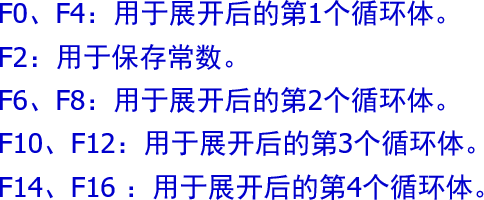 F0、F4：用于展开后的第1个循环体。
F2：用于保存常数。
F6、F8：用于展开后的第2个循环体。
F10、F12：用于展开后的第3个循环体。
F14、F16 ：用于展开后的第4个循环体。